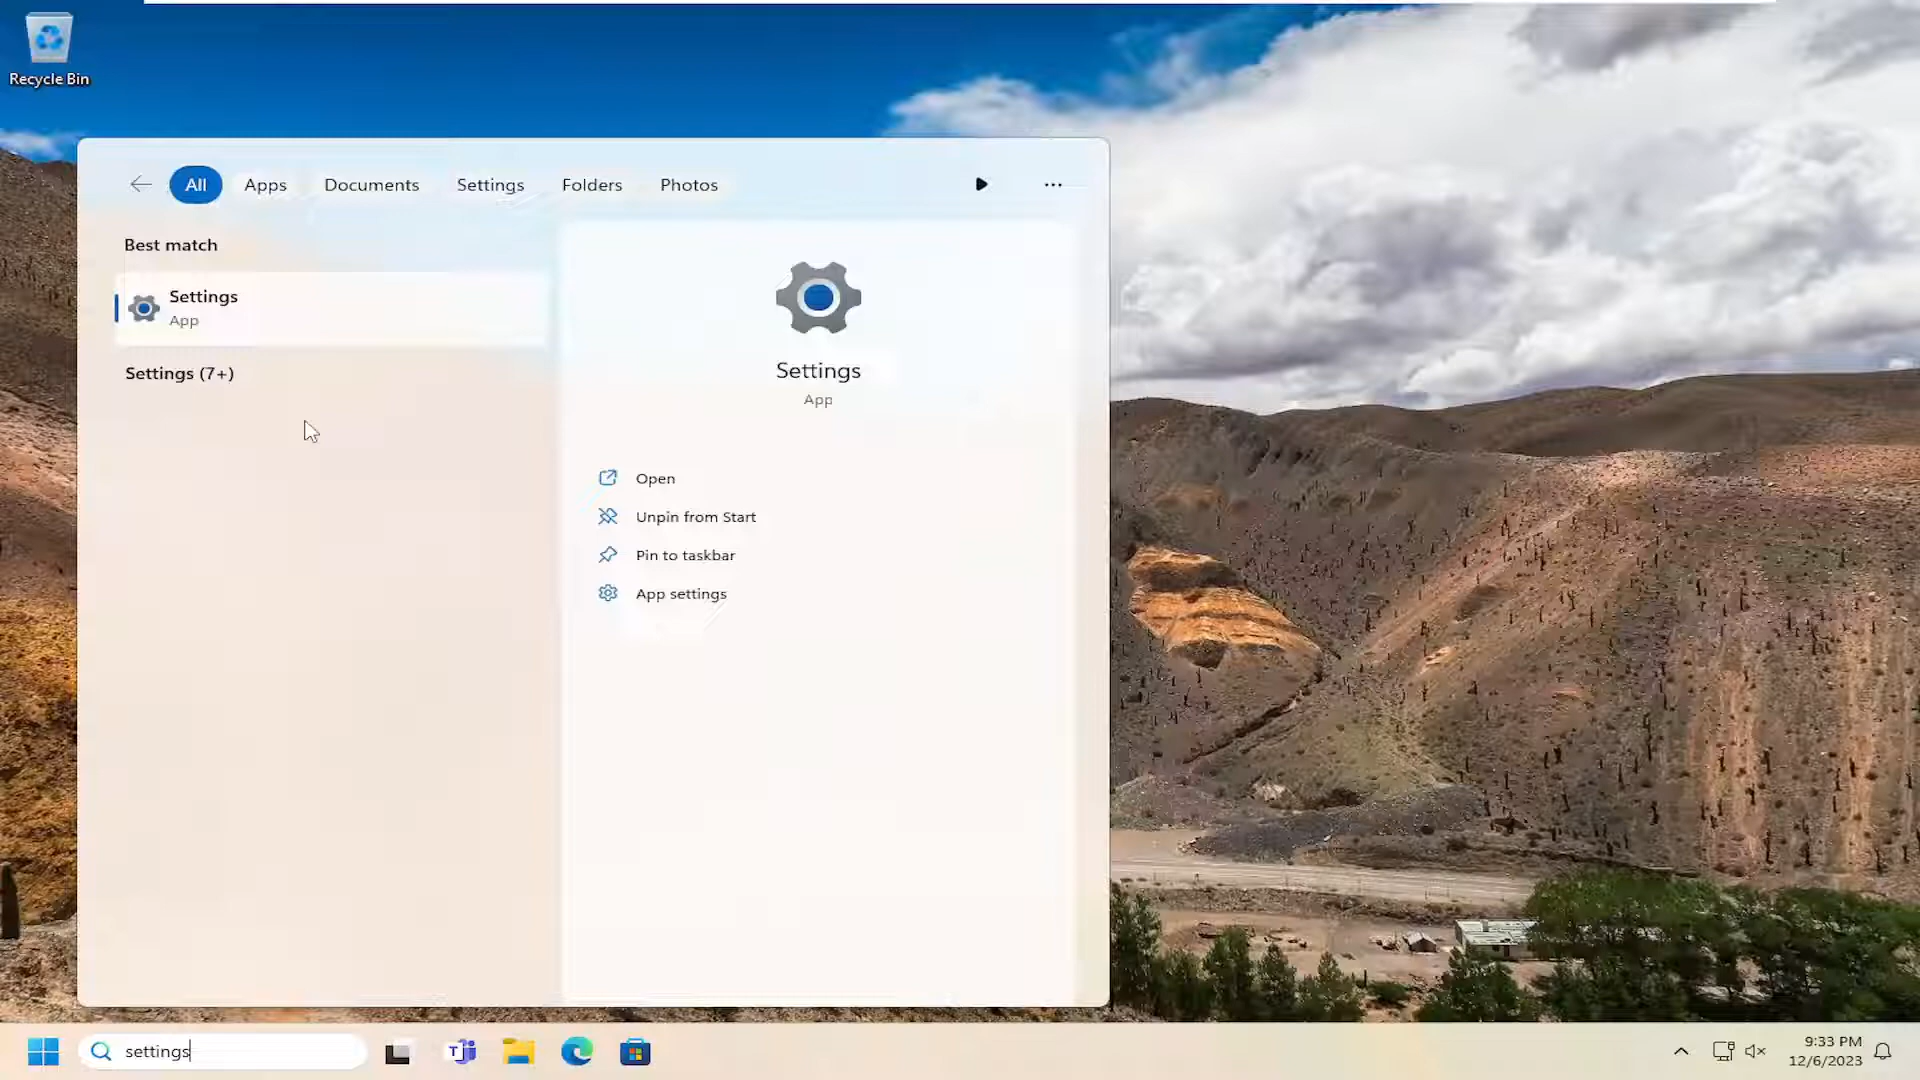 Recycle Bin
All Apps Documents Settings Folders Photos
Best match
Settings
App
Settings (7+)
Settings
App
Open
Unpin from Start
Pin to taskbar
App settings
settings
9:33 PM
12/6/2023